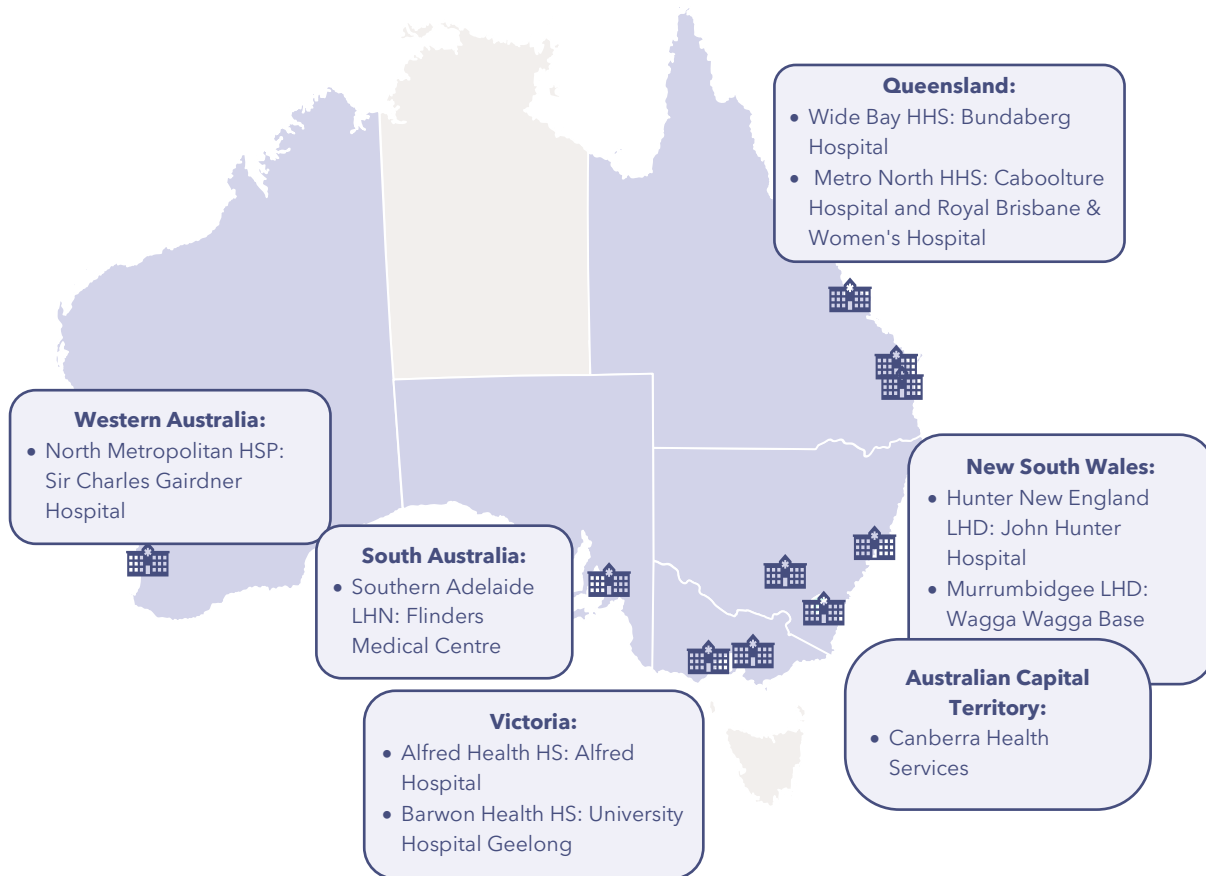 Queensland:
• Wide Bay HHS: Bundaberg
Hospital
• Metro North HHS: Caboolture
Hospital and Royal Brisbane &
Women's Hospital
Western Australia:
• North Metropolitan HSP:
Sir Charles Gairdner
Hospital
New South Wales:
• Hunter New England
LHD: John Hunter
Hospital
• Murrumbidgee LHD:
Wagga Wagga Base
South Australia:
• Southern Adelaide
LHN: Flinders
Medical Centre
Australian Capital
Territory:
• Canberra Health
Services
Victoria:
• Alfred Health HS: Alfred
Hospital
• Barwon Health HS: University
Hospital Geelong